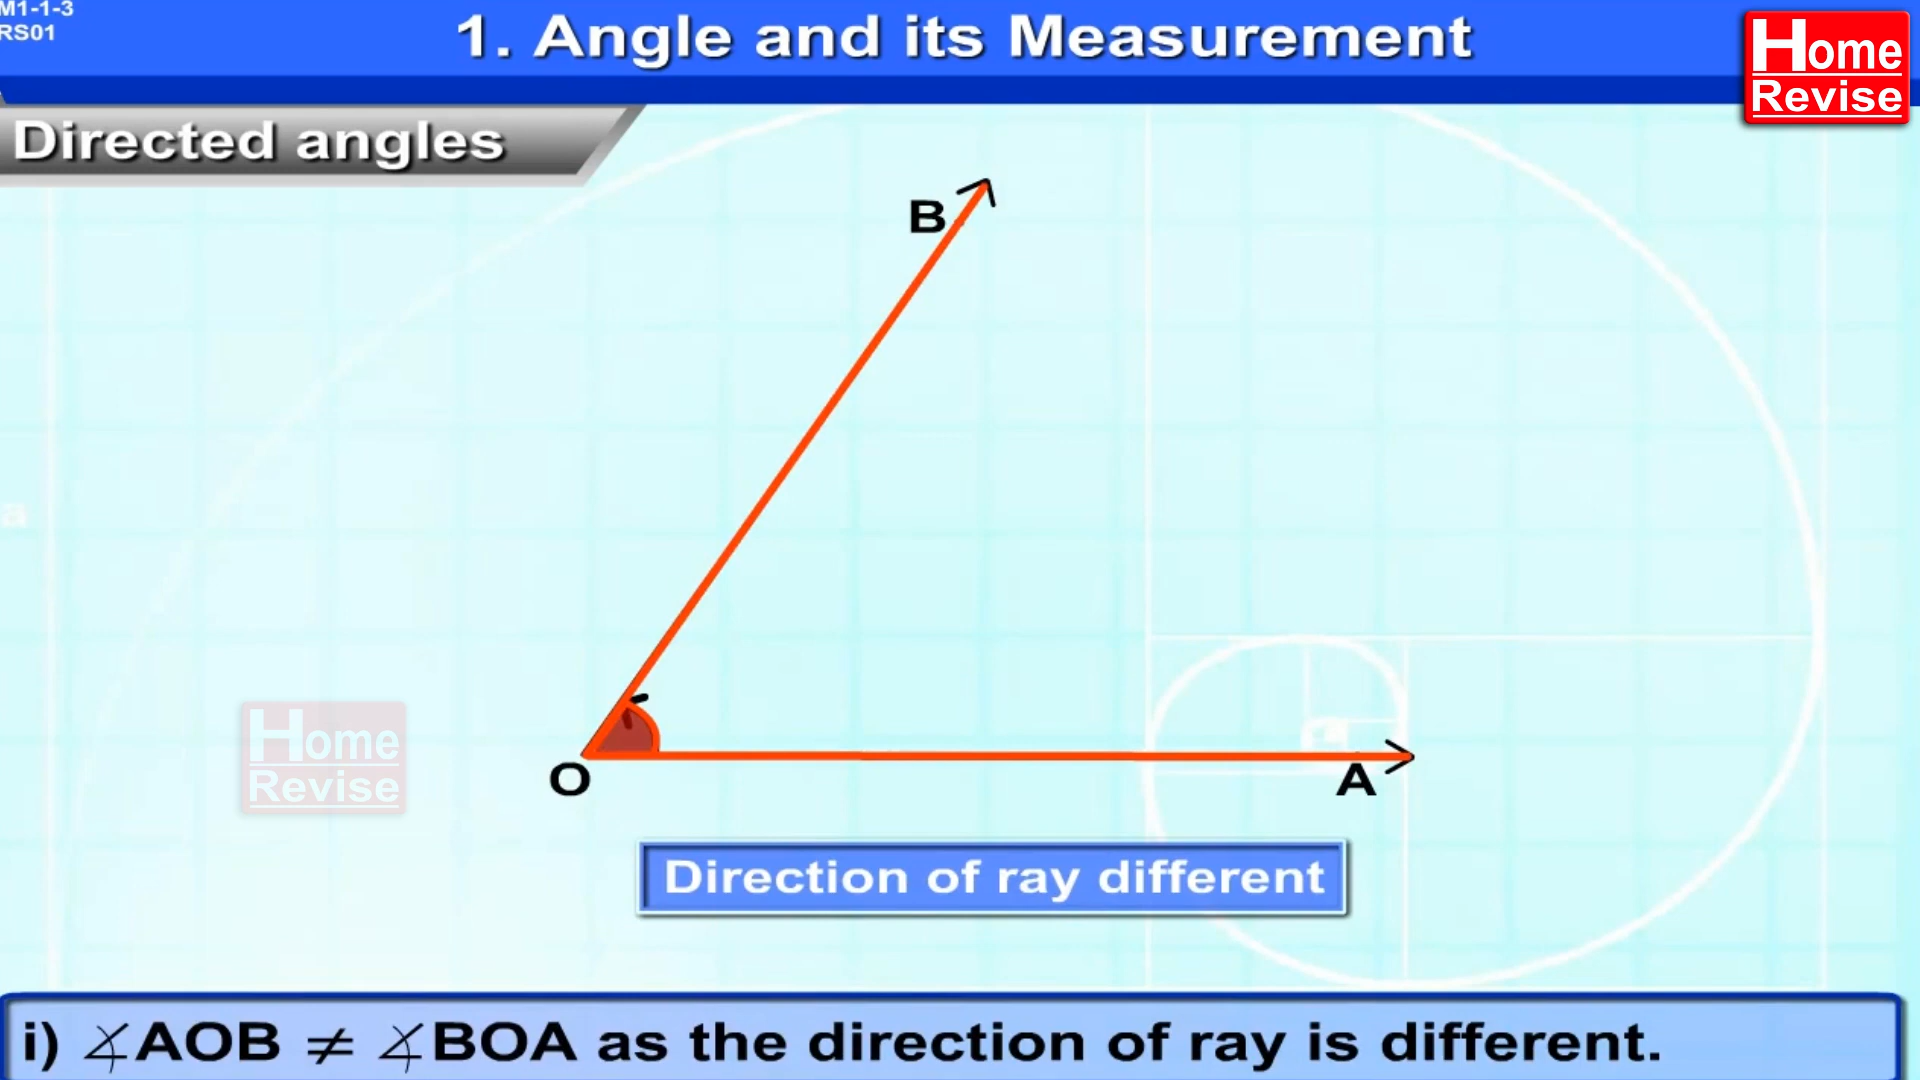 M1-1-3
RS01
1. Angle and its Measurement
Home
Revise
Directed angles
B
a
Home
Revise
O
A
Direction of ray different
i) ∡AOB ≠ ∡BOA as the direction of ray is different.